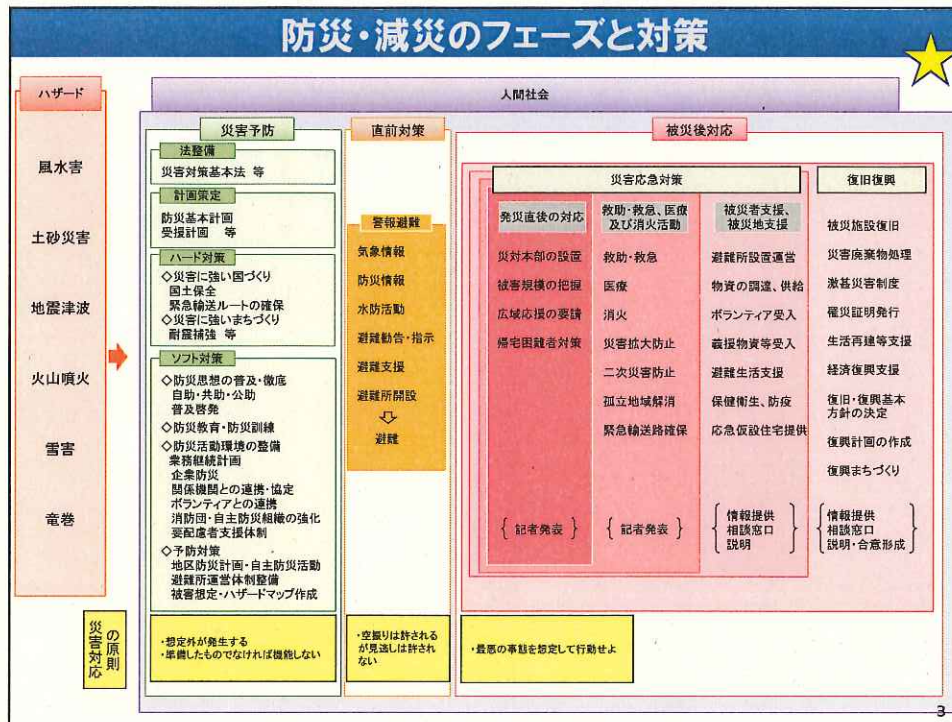 防災・減災のフェーズと対策
ハザード
風水害
土砂災害
地震津波
火山噴火
雪害
竜巻
人間社会
災害予防
法整備
災害対策基本法 等
計画策定
防災基本計画
受援計画 等
ハード対策
◇災害に強い国づくり
国土保全
緊急輸送ルートの確保
◇災害に強いまちづくり
耐震補強 等
ソフト対策
◇防災思想の普及・徹底
自助・共助・公助
普及啓発
◇防災教育・防災訓練
◇防災活動環境の整備
業務継続計画
企業防災
関係機関との連携・協定
ボランティアとの連携
消防団・自主防災組織の強化
要配慮者支援体制
◇予防対策
地区防災計画・自主防災活動
避難所運営体制整備
被害想定・ハザードマップ作成
直前対策
警報避難
気象情報
防災情報
水防活動
避難勧告・指示
避難支援
避難所開設
⇩
避難
被災後対応
災害応急対策
発災直後の対応
災対本部の設置
被害規模の把握
広域応援の要請
帰宅困難者対策
{ 記者発表 }
救助・救急、医療
及び消火活動
救助・救急
医療
消火
災害拡大防止
二次災害防止
孤立地域解消
緊急輸送路確保
{ 記者発表 }
被災者支援、
被災地支援
避難所設置運営
物資の調達、供給
ボランティア受入
義援物資等受入
避難生活支援
保健衛生、防疫
応急仮設住宅提供
情報提供
相談窓口
説明
復旧復興
被災施設復旧
災害廃棄物処理
激甚災害制度
罹災証明発行
生活再建等支援
経済復興支援
復旧・復興基本
方針の決定
復興計画の作成
復興まちづくり
情報提供
相談窓口
説明・合意形成
災害対応
の原則
・想定外が発生する
・準備したものでなければ機能しない
・空振りは許される
が見逃しは許され
ない
・最悪の事態を想定して行動せよ
3